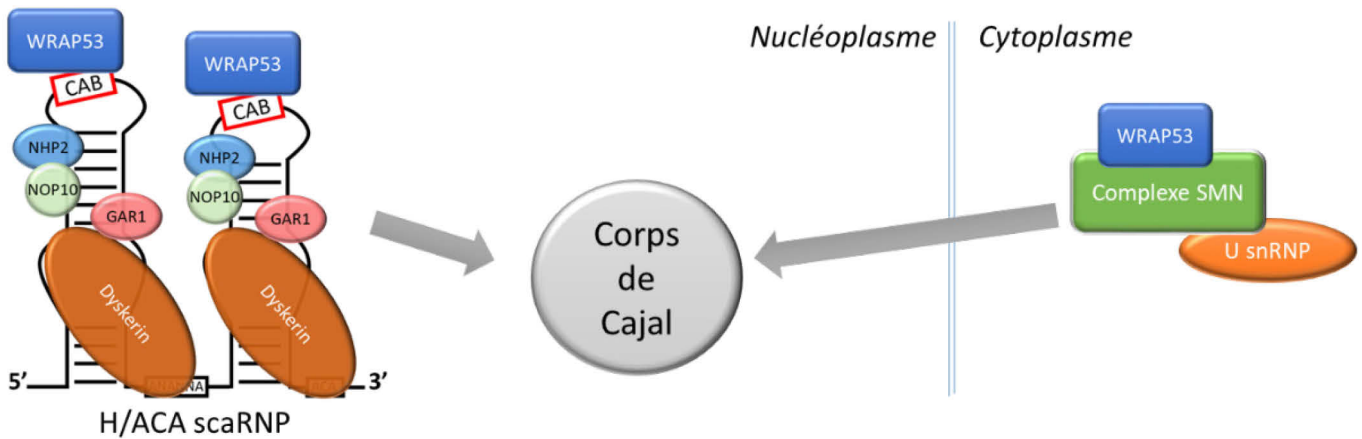 WRAP53
WRAP53
CAB
CAB
NHP2
NHP2
NOP10
NOP10
GAR1
GAR1
Dyskerin
Dyskerin
5’
3’
H/ACA scaRNP
Corps
de
Cajal
Nucléoplasme
Cytoplasme
WRAP53
Complexe SMN
U snRNP